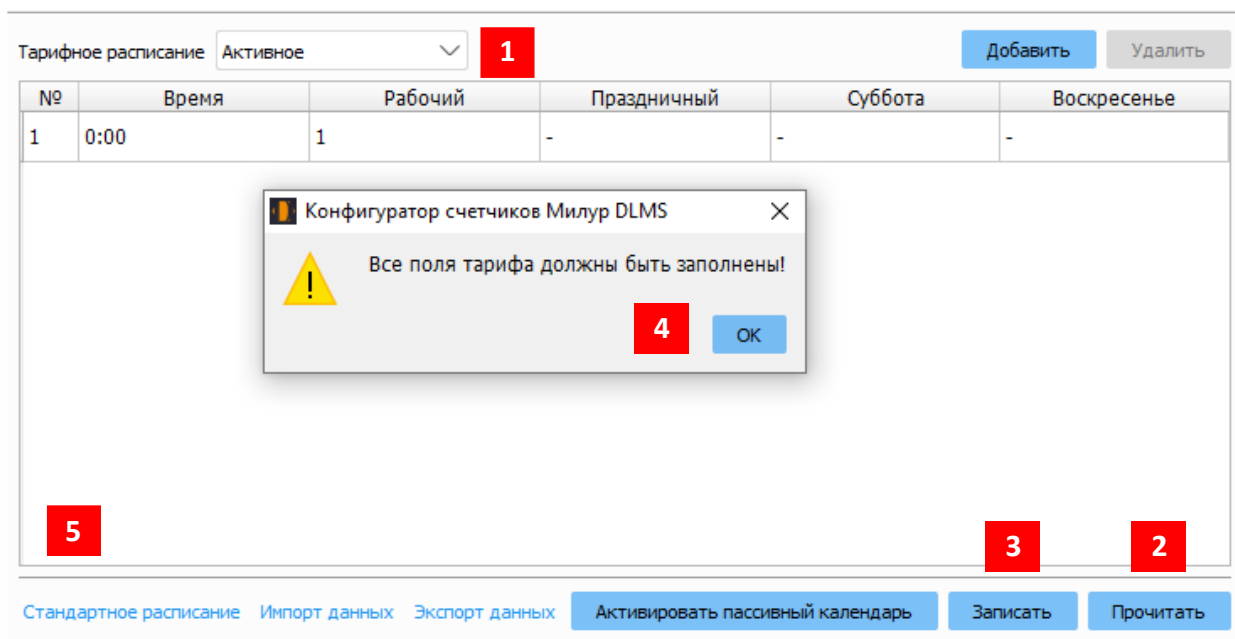 Тарифное расписание Активное 1 Добавить Удалить
№ Время Рабочий Праздничный Суббота Воскресенье
1 0:00 1 - - -
Конфигуратор счетчиков Милур DLMS
Все поля тарифа должны быть заполнены!
4 ОК
5 3 2
Стандартное расписание Импорт данных Экспорт данных Активировать пассивный календарь Записать Прочитать